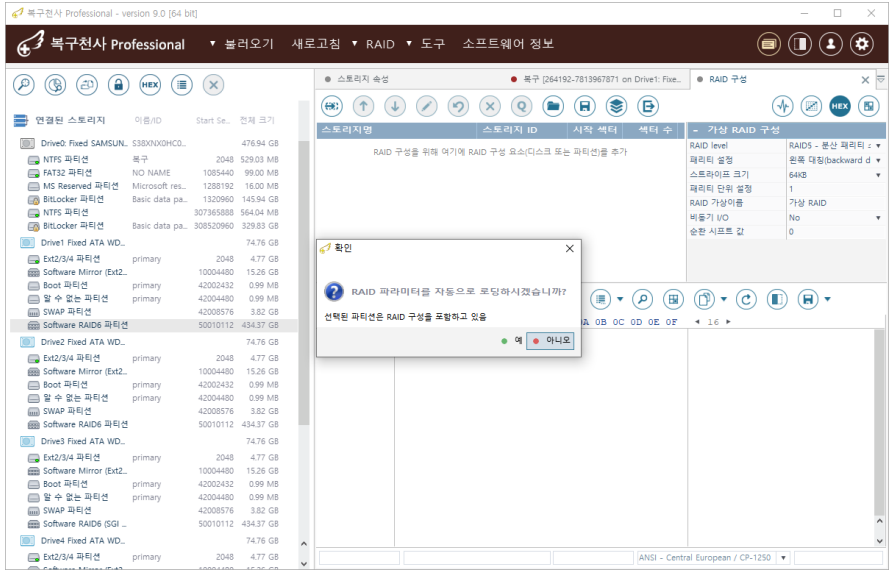 복구천사 Professional - version 9.0 [64 bit]
복구천사 Professional ▼ 불러오기 새로고침 ▼ RAID ▼ 도구 소프트웨어 정보
HEX
연결된 스토리지 이름/ID Start Se.. 전체 크기
Drive0: Fixed SAMSUN.. S38XNX0HC0... 476.94 GB
NTFS 파티션 복구 2048 529.03 MB
FAT32 파티션 NO NAME 1085440 99.00 MB
MS Reserved 파티션 Microsoft res... 1288192 16.00 MB
BitLocker 파티션 Basic data pa... 1320960 145.94 GB
NTFS 파티션 307365888 564.04 MB
BitLocker 파티션 Basic data pa... 308520960 329.83 GB
Drive1 Fixed ATA WD... 74.76 GB
Ext2/3/4 파티션 primary 2048 4.77 GB
Software Mirror (Ext2... 10004480 15.26 GB
Boot 파티션 primary 42002432 0.99 MB
알 수 없는 파티션 primary 42004480 0.99 MB
SWAP 파티션 42008576 3.82 GB
Software RAID6 파티션 50010112 434.37 GB
Drive2 Fixed ATA WD... 74.76 GB
Ext2/3/4 파티션 primary 2048 4.77 GB
Software Mirror (Ext2... 10004480 15.26 GB
Boot 파티션 primary 42002432 0.99 MB
알 수 없는 파티션 primary 42004480 0.99 MB
SWAP 파티션 42008576 3.82 GB
Software RAID6 파티션 50010112 434.37 GB
Drive3 Fixed ATA WD... 74.76 GB
Ext2/3/4 파티션 primary 2048 4.77 GB
Software Mirror (Ext2... 10004480 15.26 GB
Boot 파티션 primary 42002432 0.99 MB
알 수 없는 파티션 primary 42004480 0.99 MB
SWAP 파티션 42008576 3.82 GB
Software RAID6 (SGI ... 50010112 434.37 GB
Drive4 Fixed ATA WD... 74.76 GB
Ext2/3/4 파티션 primary 2048 4.77 GB
스토리지 속성 복구 [264192-7813967871 on Drive1: Fixe... RAID 구성
HEX
스토리지명 스토리지 ID 시작 섹터 섹터 수
RAID 구성을 위해 여기에 RAID 구성 요소(디스크 또는 파티션)를 추가
− 가상 RAID 구성
RAID level RAID5 - 분산 패리티
패리티 설정 왼쪽 대칭(backward d
스트라이프 크기 64KB
패리티 단위 설정 1
RAID 가상이름 가상 RAID
비동기 I/O No
순환 시프트 값 0
확인
RAID 파라미터를 자동으로 로딩하시겠습니까?
선택된 파티션은 RAID 구성을 포함하고 있음
예 아니오
0A 0B 0C 0D 0E 0F 16
ANSI - Central European / CP-1250